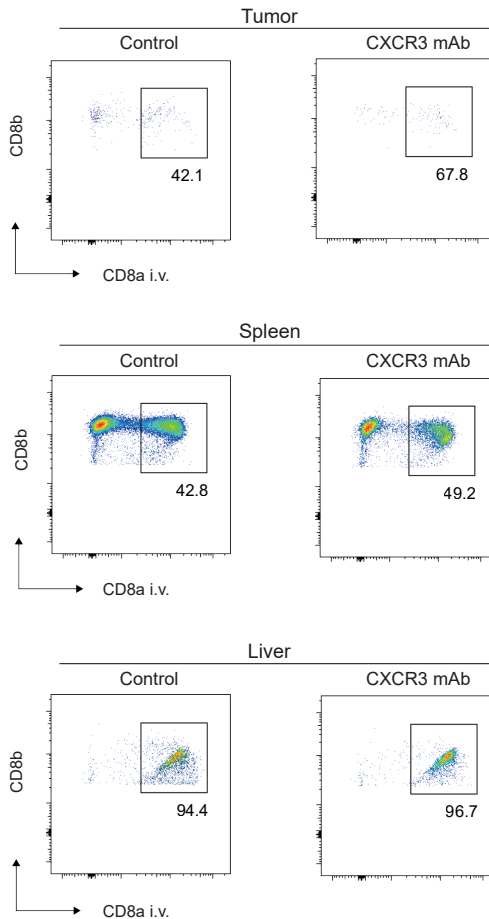 Tumor
Control CXCR3 mAb
CD8b
42.1 67.8
CD8a i.v.
Spleen
Control CXCR3 mAb
CD8b
42.8 49.2
CD8a i.v.
Liver
Control CXCR3 mAb
CD8b
94.4 96.7
CD8a i.v.